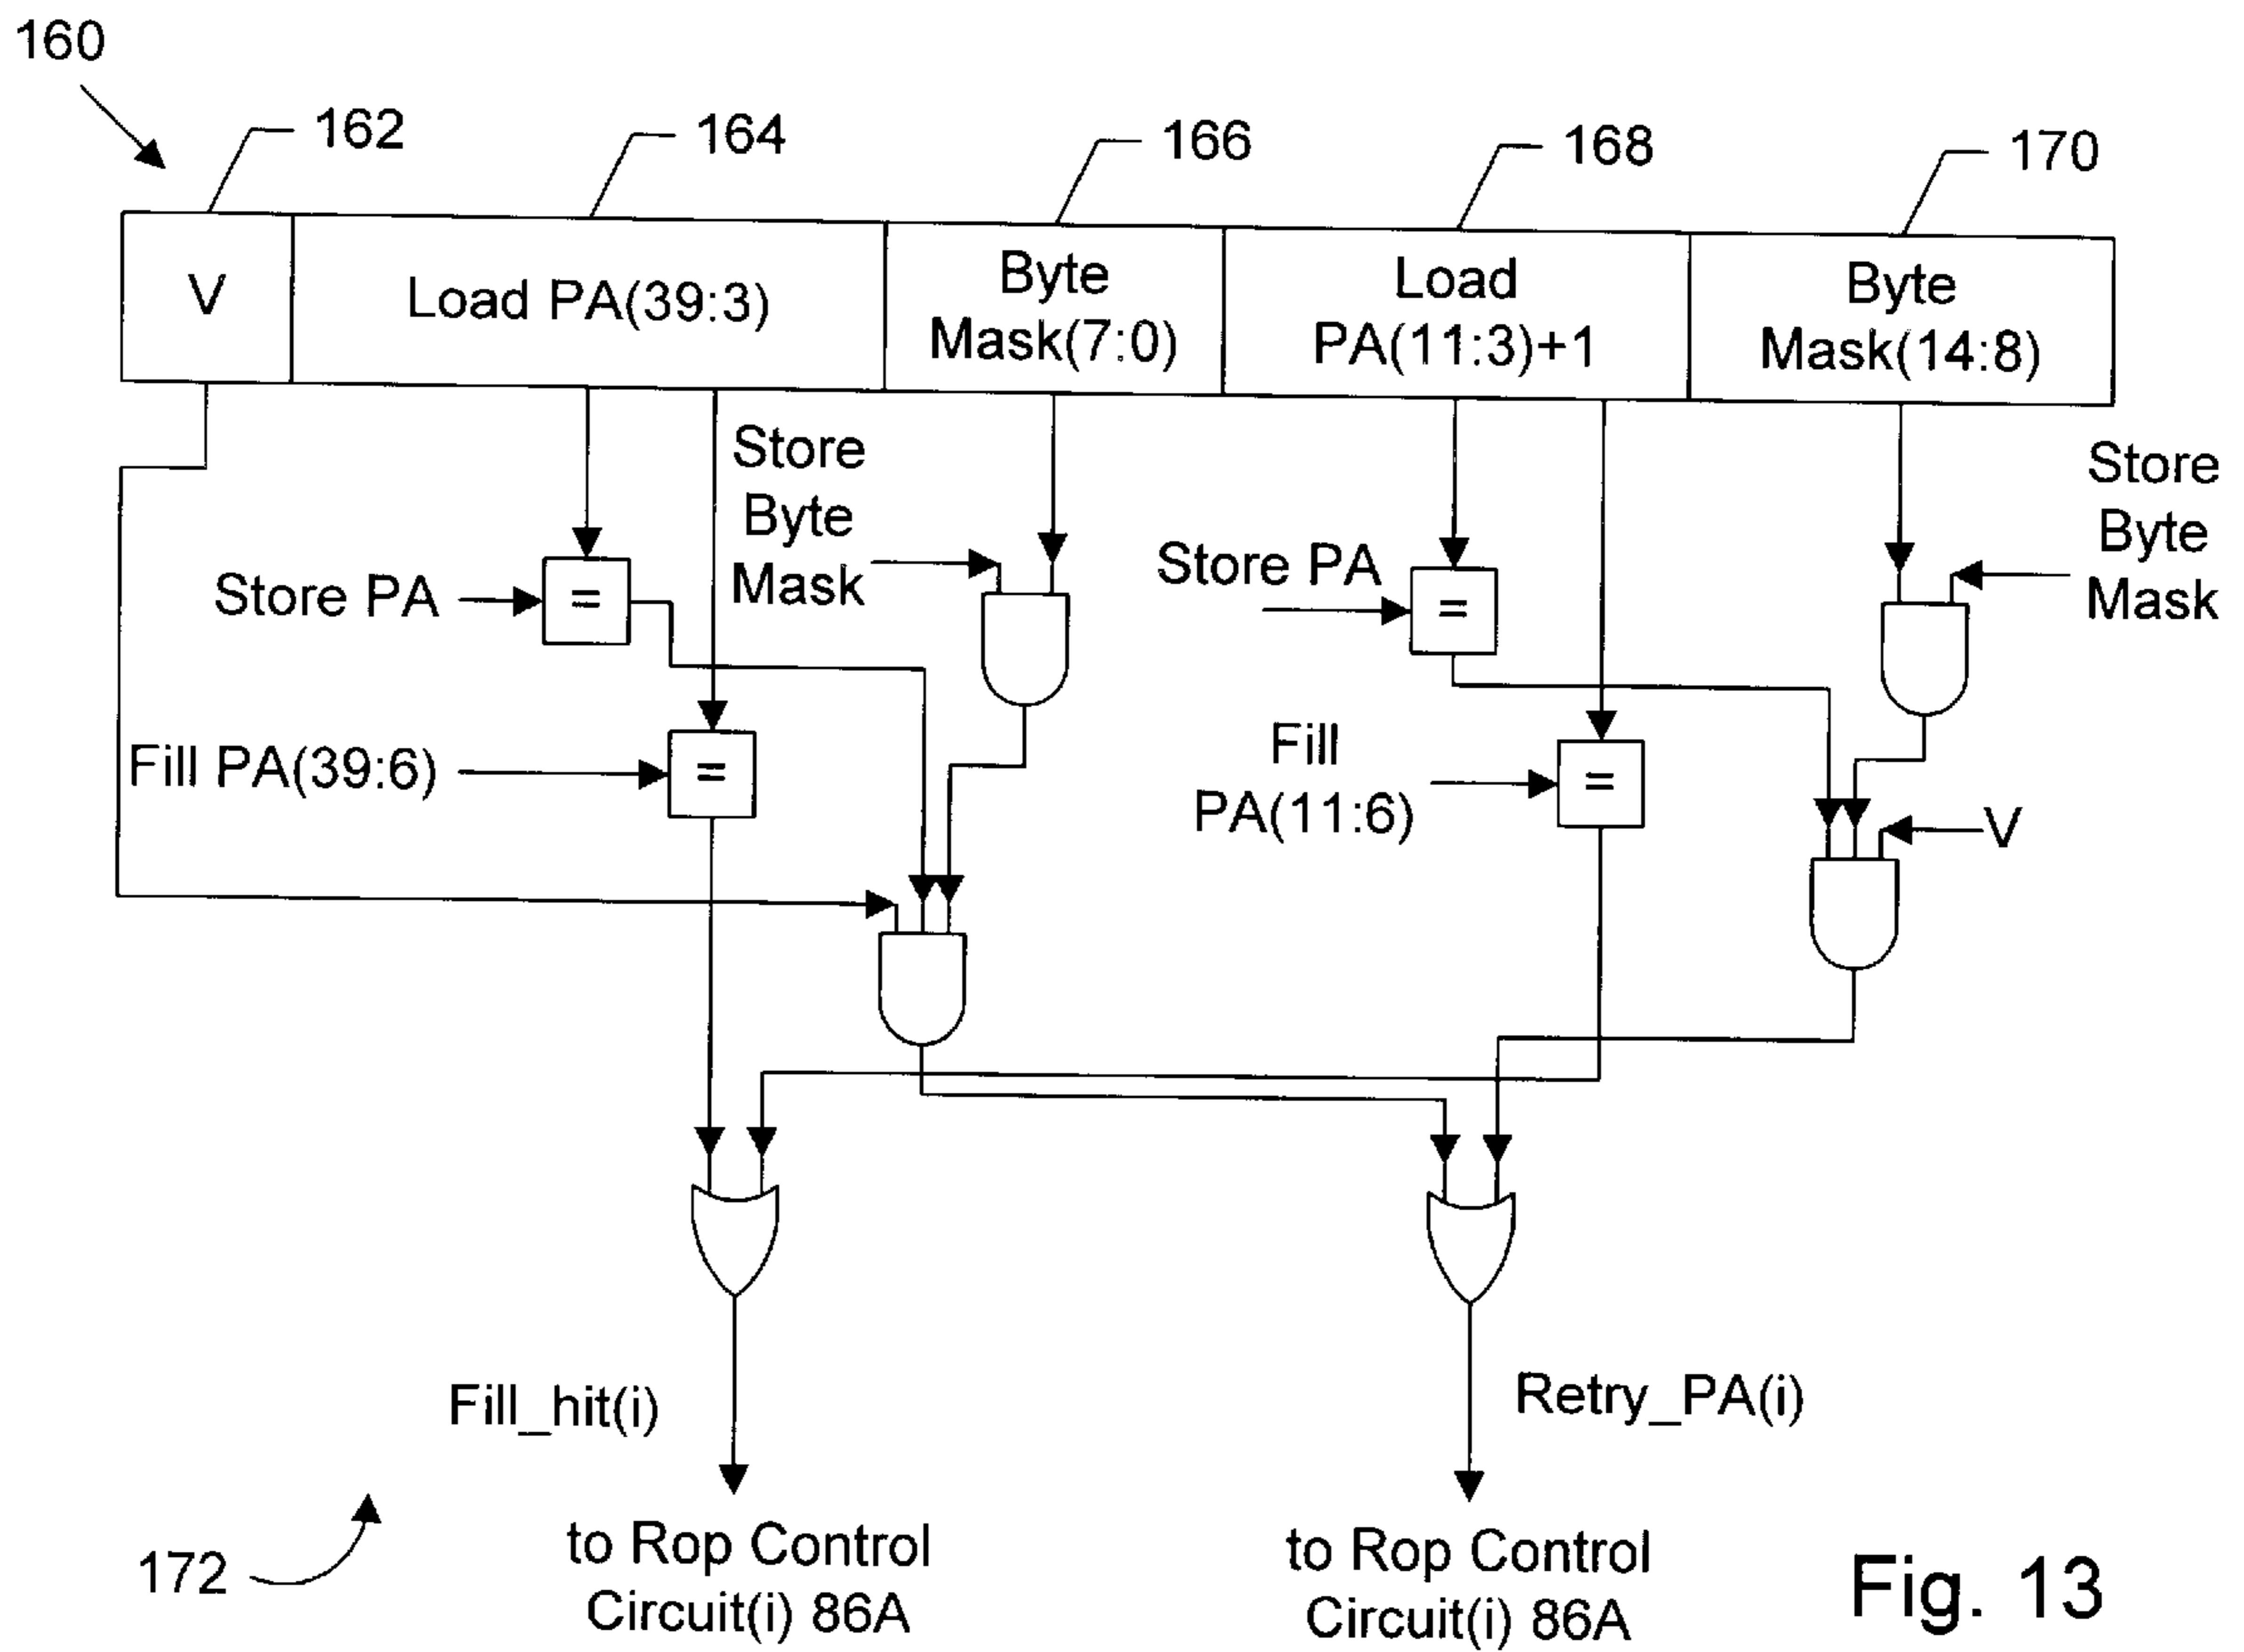 160
162
164
166
168
170
V
Load PA(39:3)
Byte
Mask(7:0)
Load
PA(11:3)+1
Byte
Mask(14:8)
Store
Byte
Mask
Store
Byte
Mask
Store PA
=
Store PA
=
Fill PA(39:6)
=
Fill
PA(11:6)
=
V
Fill_hit(i)
Retry_PA(i)
to Rop Control
Circuit(i) 86A
to Rop Control
Circuit(i) 86A
172
Fig. 13